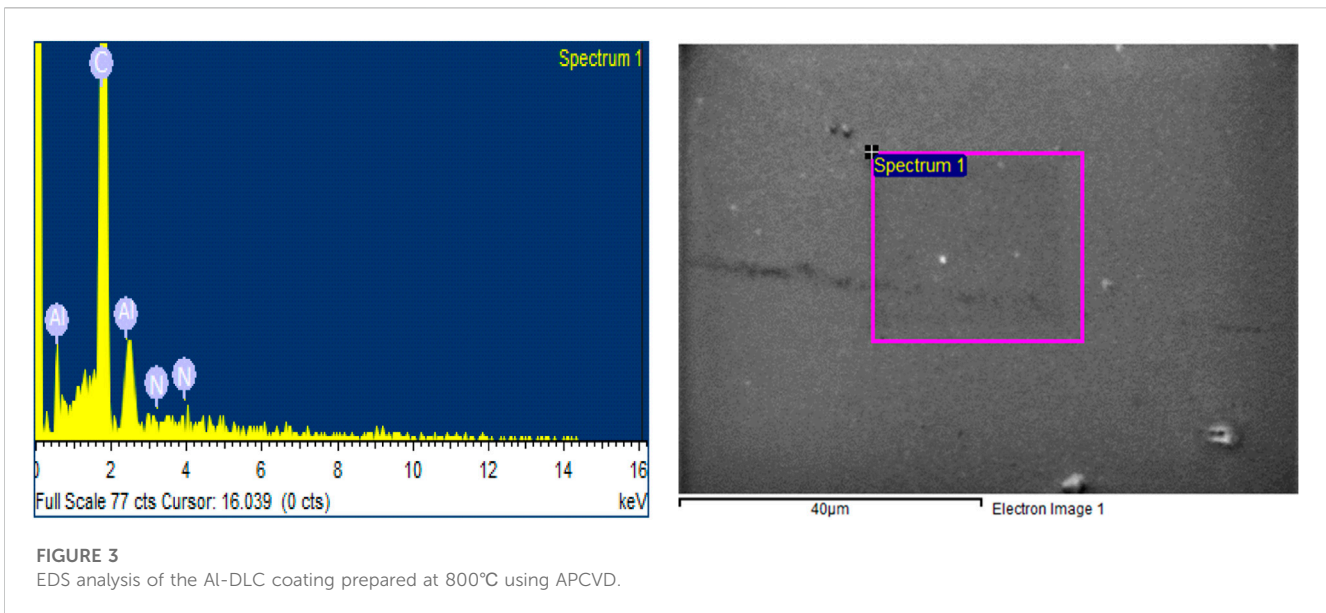 Spectrum 1
C
Al
Al
N
N
0 2 4 6 8 10 12 14 16
Full Scale 77 cts Cursor: 16.039 (0 cts) keV
Spectrum 1
40µm Electron Image 1
FIGURE 3
EDS analysis of the Al-DLC coating prepared at 800℃ using APCVD.